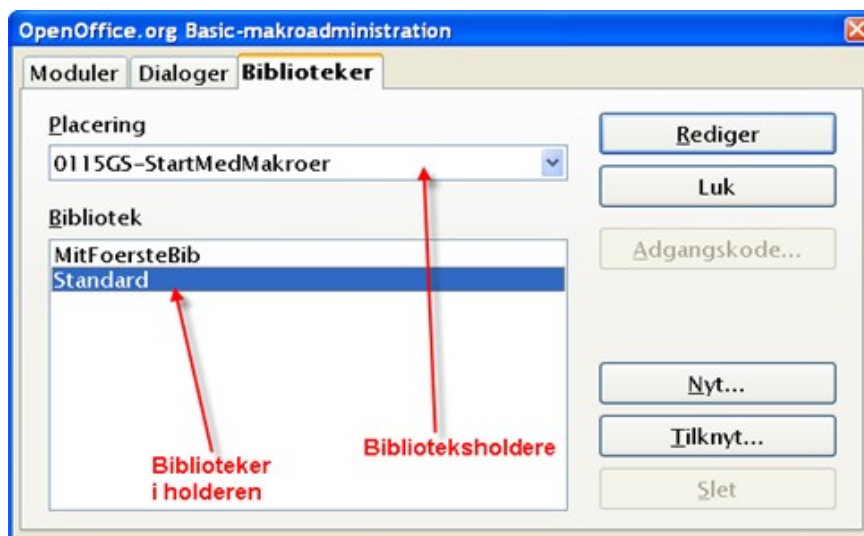 OpenOffice.org Basic-makroadministration
Moduler Dialoger Biblioteker
Placering
0115GS-StartMedMakroer
Bibliotek
MitFoersteBib
Standard
Rediger
Luk
Adgangskode...
Nyt...
Tilknyt...
Slet
Biblioteksholdere
Biblioteker
i holderen